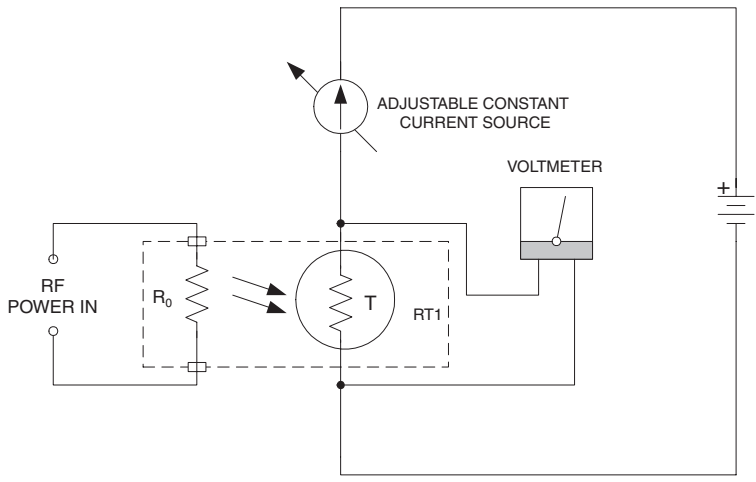 ADJUSTABLE CONSTANT
CURRENT SOURCE
VOLTMETER
+
RF
POWER IN
R₀
T
RT1